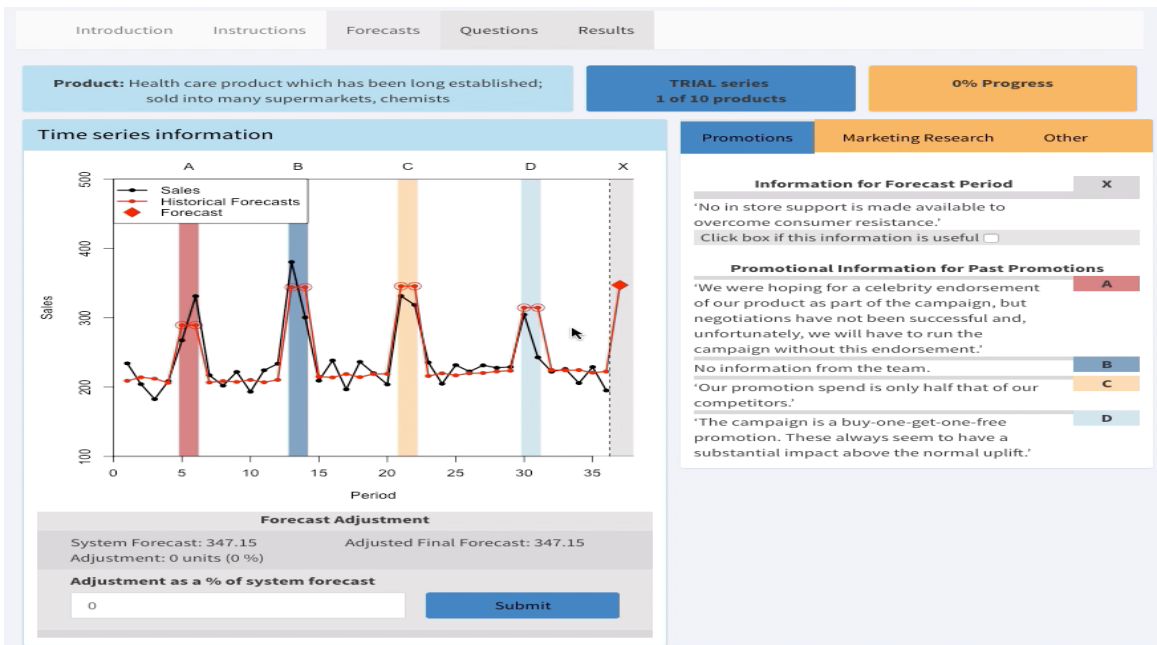 Introduction
Instructions
Forecasts
Questions
Results
Product: Health care product which has been long established;
sold into many supermarkets, chemists
TRIAL series
1 of 10 products
0% Progress
Time series information
A
B
C
D
X
500
400
300
200
100
Sales
Sales
Historical Forecasts
Forecast
0
5
10
15
20
25
30
35
Period
Forecast Adjustment
System Forecast: 347.15
Adjusted Final Forecast: 347.15
Adjustment: 0 units (0 %)
Adjustment as a % of system forecast
0
Submit
Promotions
Marketing Research
Other
Information for Forecast Period
X
‘No in store support is made available to
overcome consumer resistance.’
Click box if this information is useful
Promotional Information for Past Promotions
‘We were hoping for a celebrity endorsement
A
of our product as part of the campaign, but
negotiations have not been successful and,
unfortunately, we will have to run the
campaign without this endorsement.’
No information from the team.
B
‘Our promotion spend is only half that of our
C
competitors.’
‘The campaign is a buy-one-get-one-free
D
promotion. These always seem to have a
substantial impact above the normal uplift.’